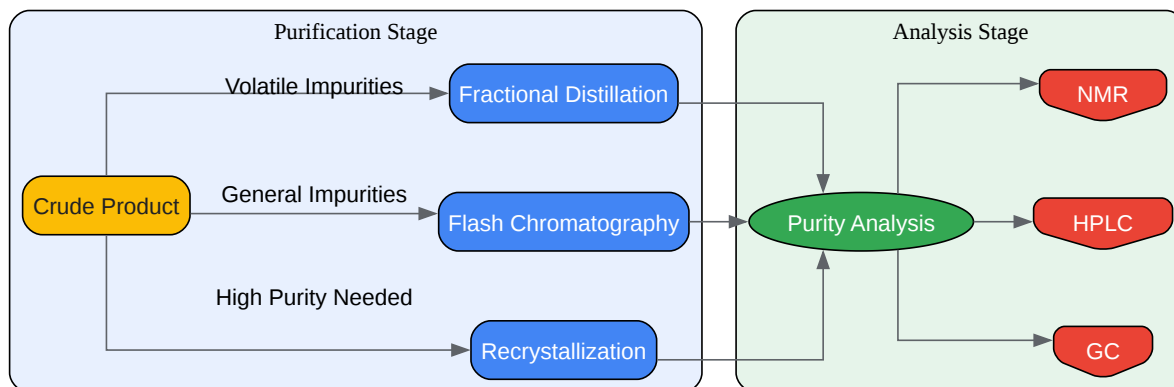 Purification Stage
Analysis Stage
Volatile Impurities
Fractional Distillation
NMR
Crude Product
General Impurities
Flash Chromatography
Purity Analysis
HPLC
High Purity Needed
Recrystallization
GC